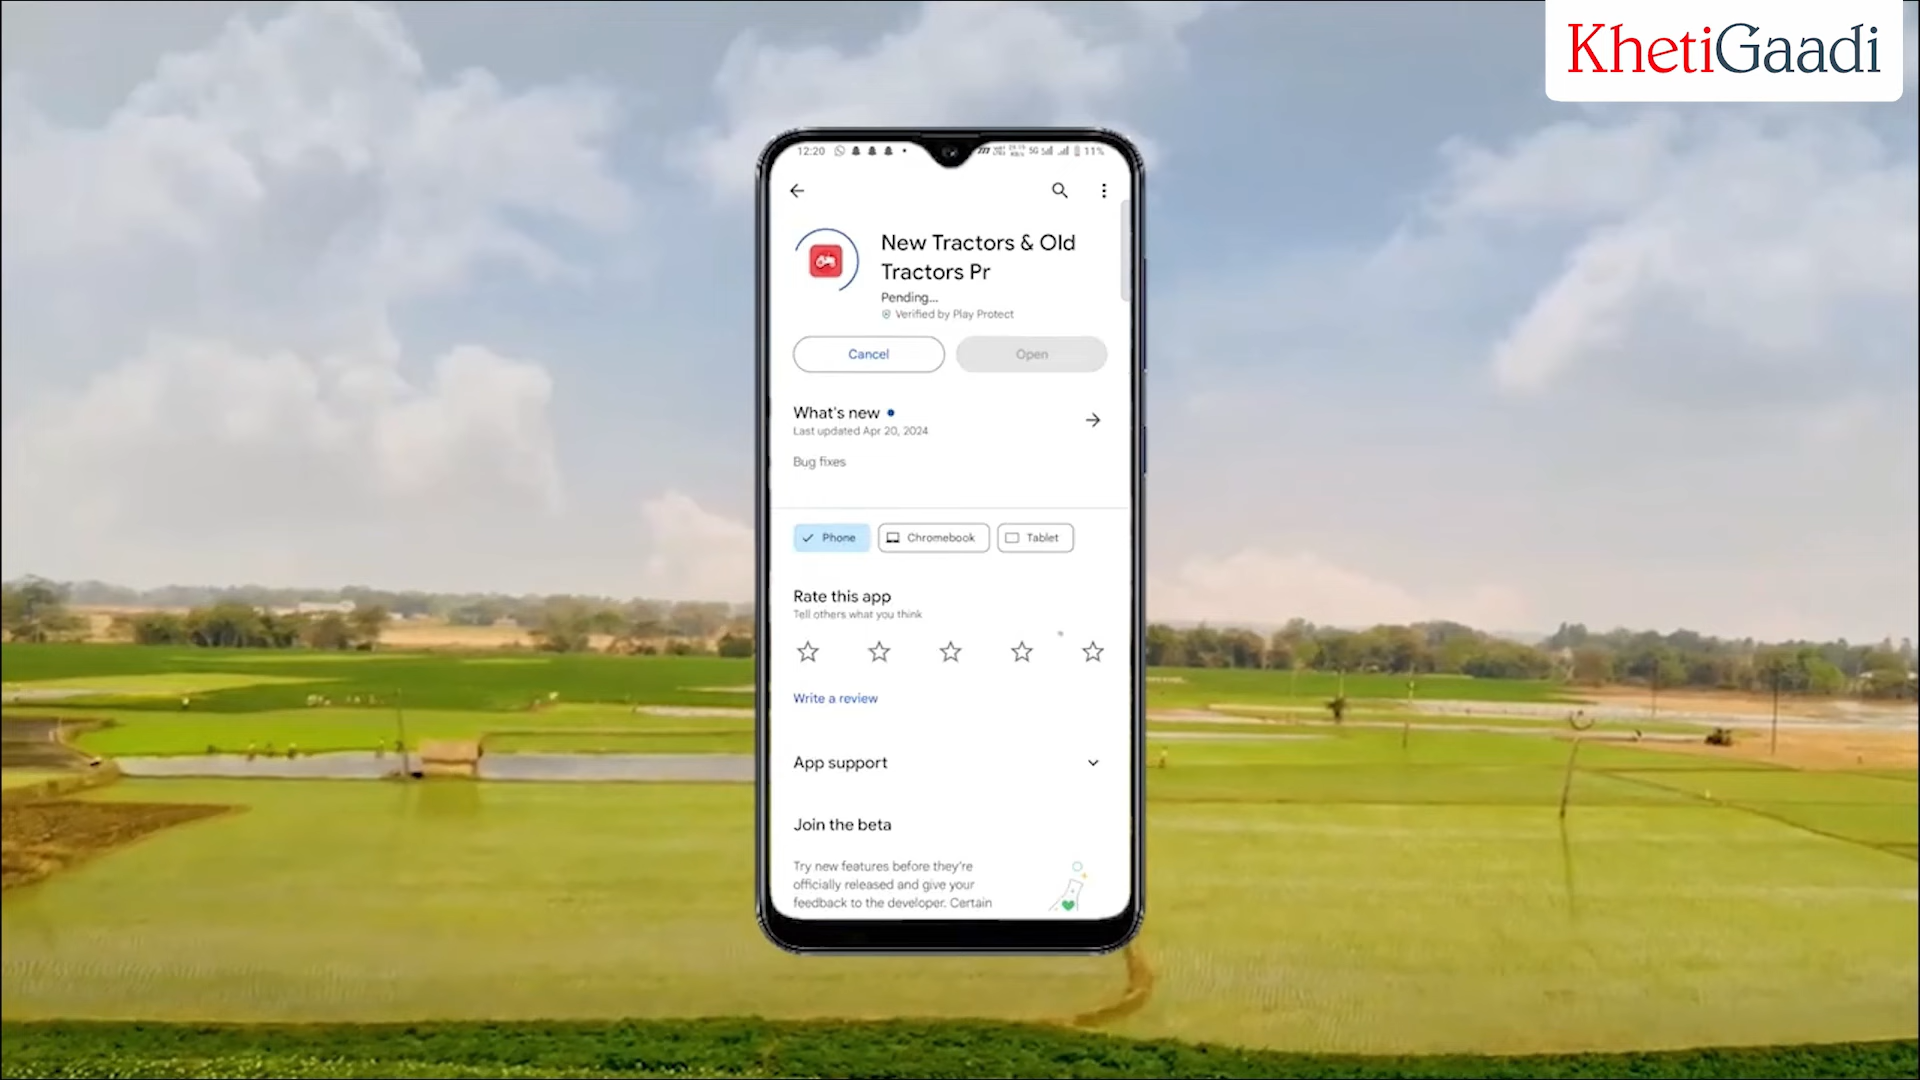 KhetiGaadi
12:20
5G
11%
New Tractors & Old
Tractors Pr
Pending...
Verified by Play Protect
Cancel
Open
What's new
Last updated Apr 20, 2024
Bug fixes
Phone
Chromebook
Tablet
Rate this app
Tell others what you think
Write a review
App support
Join the beta
Try new features before they're
officially released and give your
feedback to the developer. Certain